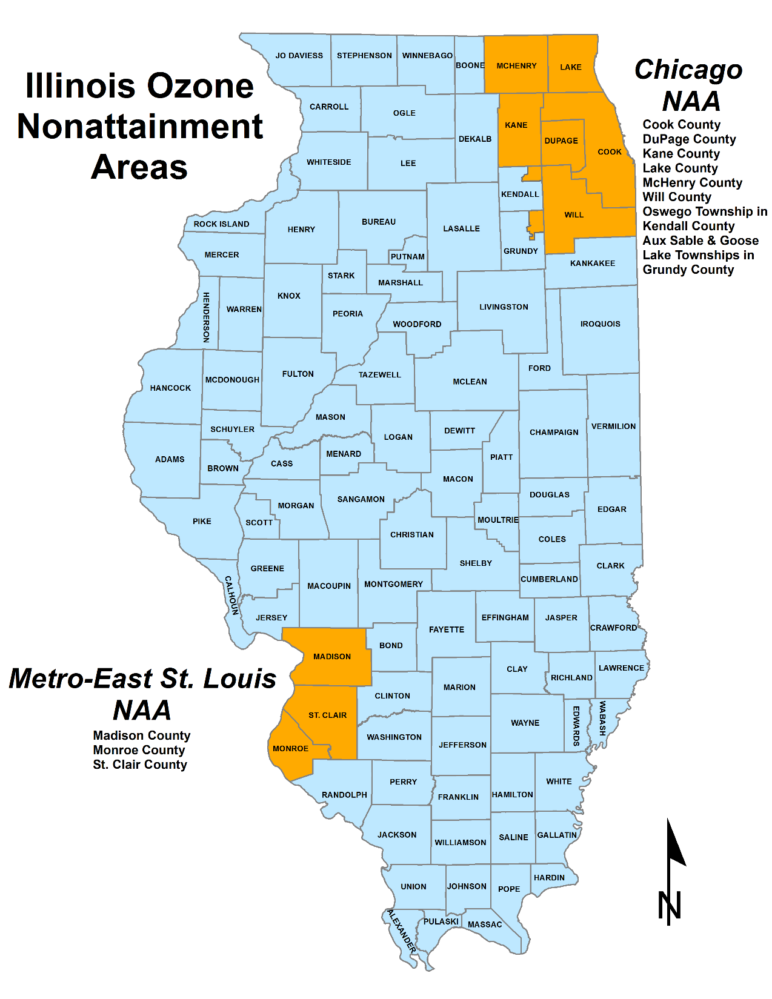 Illinois Ozone
Nonattainment
Areas
Chicago
NAA
Cook County
DuPage County
Kane County
Lake County
McHenry County
Will County
Oswego Township in
Kendall County
Aux Sable & Goose
Lake Townships in
Grundy County
JO DAVIESS
STEPHENSON
WINNEBAGO
BOONE
MCHENRY
LAKE
CARROLL
OGLE
KANE
DEKALB
DUPAGE
COOK
WHITESIDE
LEE
KENDALL
WILL
ROCK ISLAND
HENRY
BUREAU
LASALLE
GRUNDY
MERCER
PUTNAM
KANKAKEE
STARK
MARSHALL
HENDERSON
WARREN
KNOX
PEORIA
WOODFORD
LIVINGSTON
IROQUOIS
FORD
HANCOCK
MCDONOUGH
FULTON
TAZEWELL
MCLEAN
SCHUYLER
MASON
LOGAN
DEWITT
CHAMPAIGN
VERMILION
ADAMS
BROWN
CASS
MENARD
PIATT
MACON
PIKE
SCOTT
MORGAN
SANGAMON
DOUGLAS
EDGAR
MOULTRIE
CHRISTIAN
COLES
SHELBY
CLARK
CALHOUN
GREENE
MACOUPIN
MONTGOMERY
CUMBERLAND
JERSEY
FAYETTE
EFFINGHAM
JASPER
CRAWFORD
MADISON
BOND
CLAY
RICHLAND
LAWRENCE
CLINTON
MARION
Metro-East St. Louis
NAA
Madison County
Monroe County
St. Clair County
ST. CLAIR
MONROE
WASHINGTON
JEFFERSON
WAYNE
EDWARDS
WABASH
RANDOLPH
PERRY
FRANKLIN
HAMILTON
WHITE
JACKSON
WILLIAMSON
SALINE
GALLATIN
UNION
JOHNSON
POPE
HARDIN
ALEXANDER
PULASKI
MASSAC
N